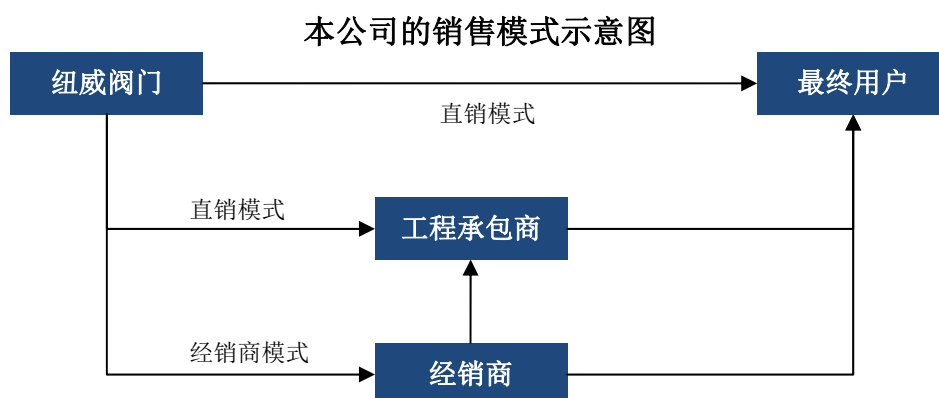 本公司的销售模式示意图
纽威阀门
最终用户
直销模式
直销模式
工程承包商
经销商模式
经销商